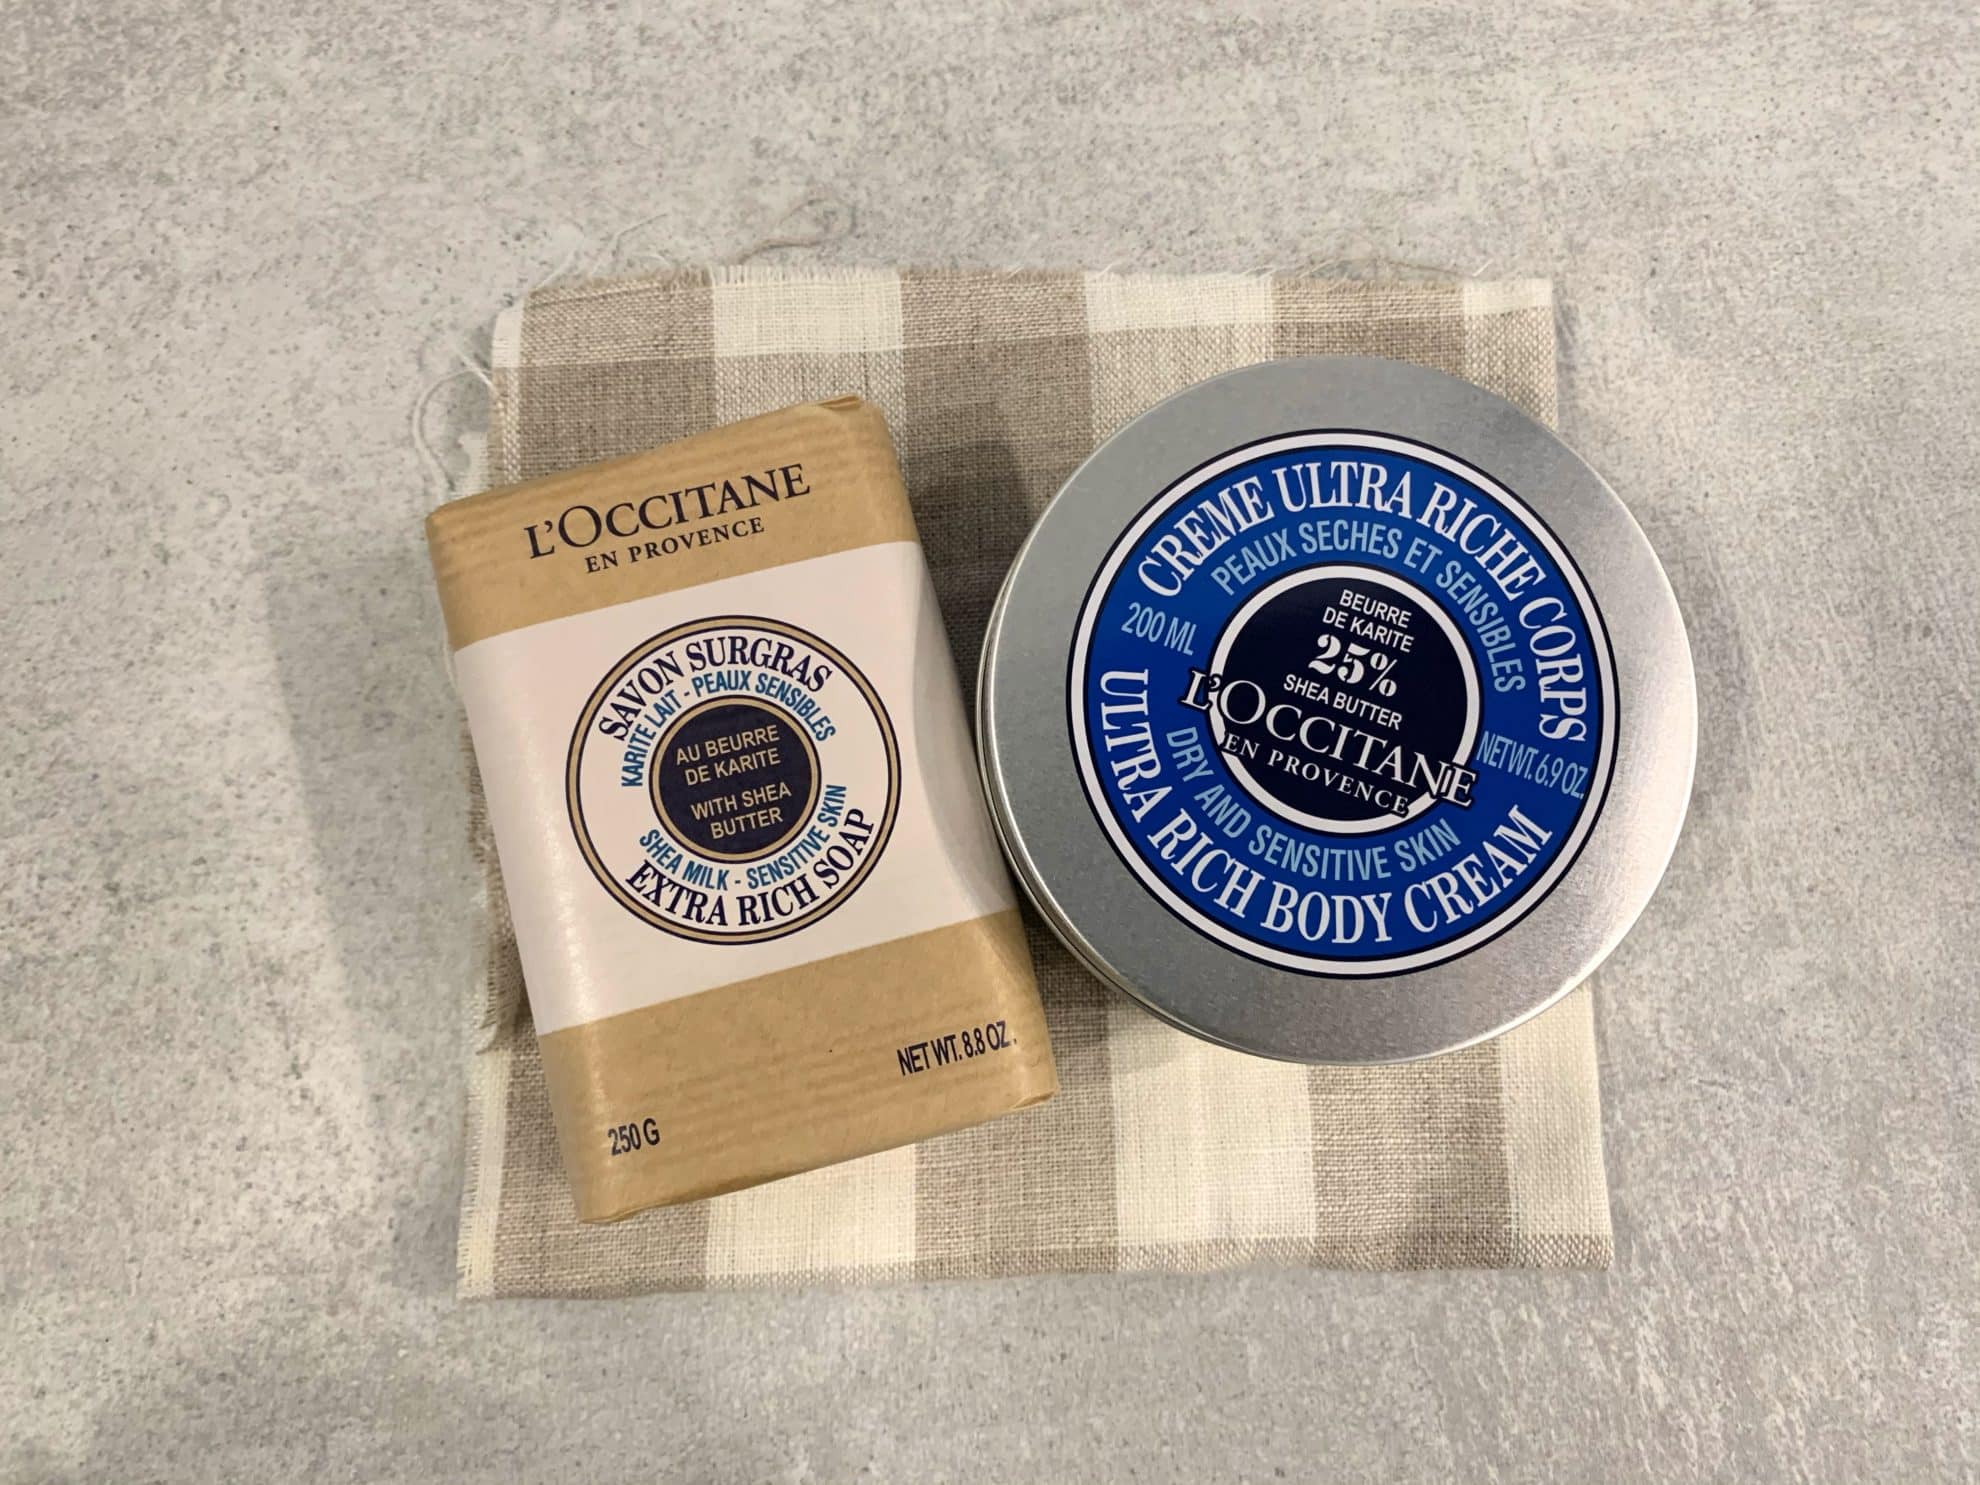 L'OCCITANE
EN PROVENCE
SAVON SURGRAS
KARITE LAIT - PEAUX SENSIBLES
AU BEURRE
DE KARITE
WITH SHEA
BUTTER
SHEA MILK - SENSITIVE SKIN
EXTRA RICH SOAP
NET WT. 8.8 OZ.
250 G
CREME ULTRA RICHE CORPS
PEAUX SECHES ET SENSIBLES
200 ML
BEURRE
DE KARITE
25%
SHEA BUTTER
L'OCCITANE
EN PROVENCE
NET WT. 6.9 OZ.
DRY AND SENSITIVE SKIN
ULTRA RICH BODY CREAM